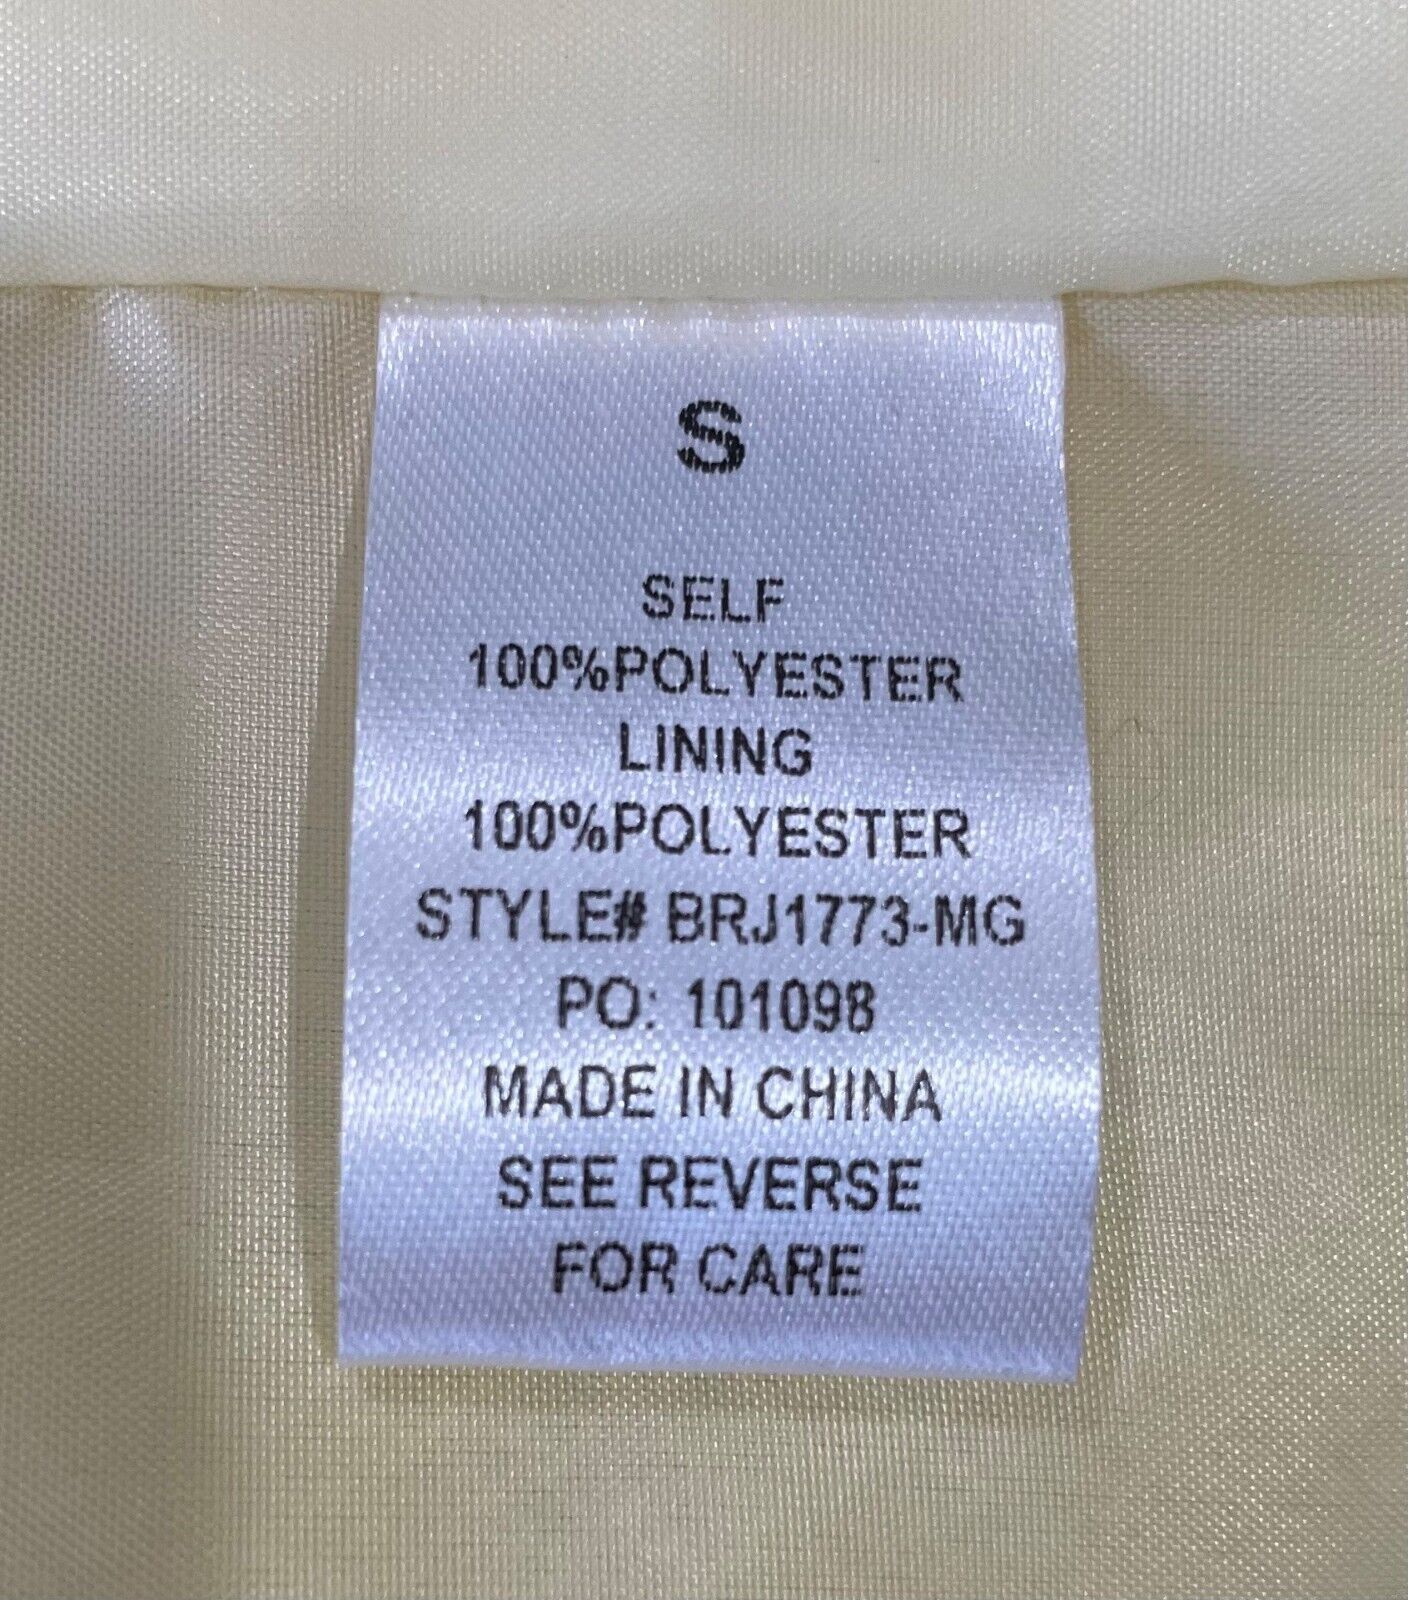 S
SELF
100%POLYESTER
LINING
100%POLYESTER
STYLE# BRJ1773-MG
PO: 101098
MADE IN CHINA
SEE REVERSE
FOR CARE